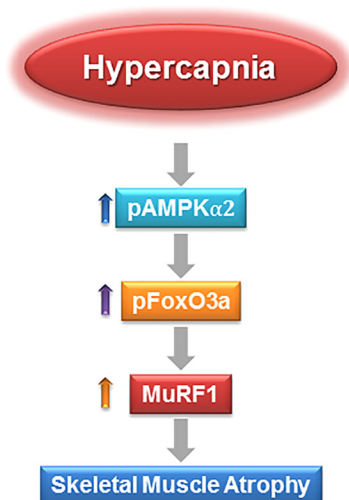 Hypercapnia
pAMPKα2
pFoxO3a
MuRF1
Skeletal Muscle Atrophy